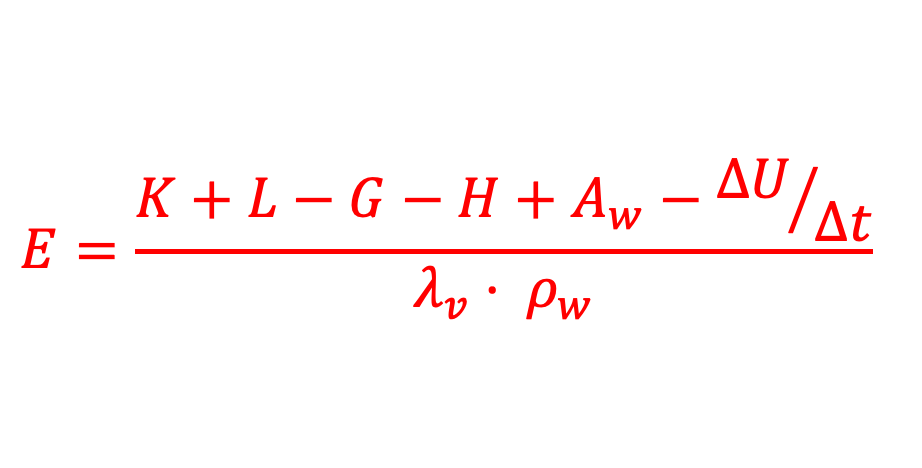 E = (K + L − G − H + A_w − ΔU/Δt) / (λ_v · ρ_w)